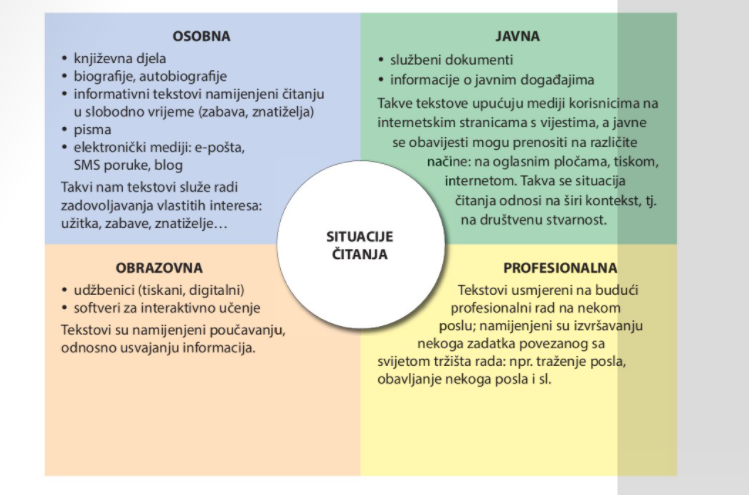 OSOBNA
• književna djela
• biografije, autobiografije
• informativni tekstovi namijenjeni čitanju
u slobodno vrijeme (zabava, znatiželja)
• pisma
• elektronički mediji: e-pošta,
SMS poruke, blog
Takvi nam tekstovi služe radi
zadovoljavanja vlastitih interesa:
užitka, zabave, znatiželje…
JAVNA
• službeni dokumenti
• informacije o javnim događajima
Takve tekstove upućuju mediji korisnicima na
internetskim stranicama s vijestima, a javne
se obavijesti mogu prenositi na različite
načine: na oglasnim pločama, tiskom,
internetom. Takva se situacija
čitanja odnosi na širi kontekst, tj.
na društvenu stvarnost.
SITUACIJE
ČITANJA
OBRAZOVNA
• udžbenici (tiskani, digitalni)
• softveri za interaktivno učenje
Tekstovi su namijenjeni poučavanju,
odnosno usvajanju informacija.
PROFESIONALNA
Tekstovi usmjereni na budući
profesionalni rad na nekom
poslu; namijenjeni su izvršavanju
nekoga zadatka povezanog sa
svijetom tržišta rada: npr. traženje posla,
obavljanje nekoga posla i sl.